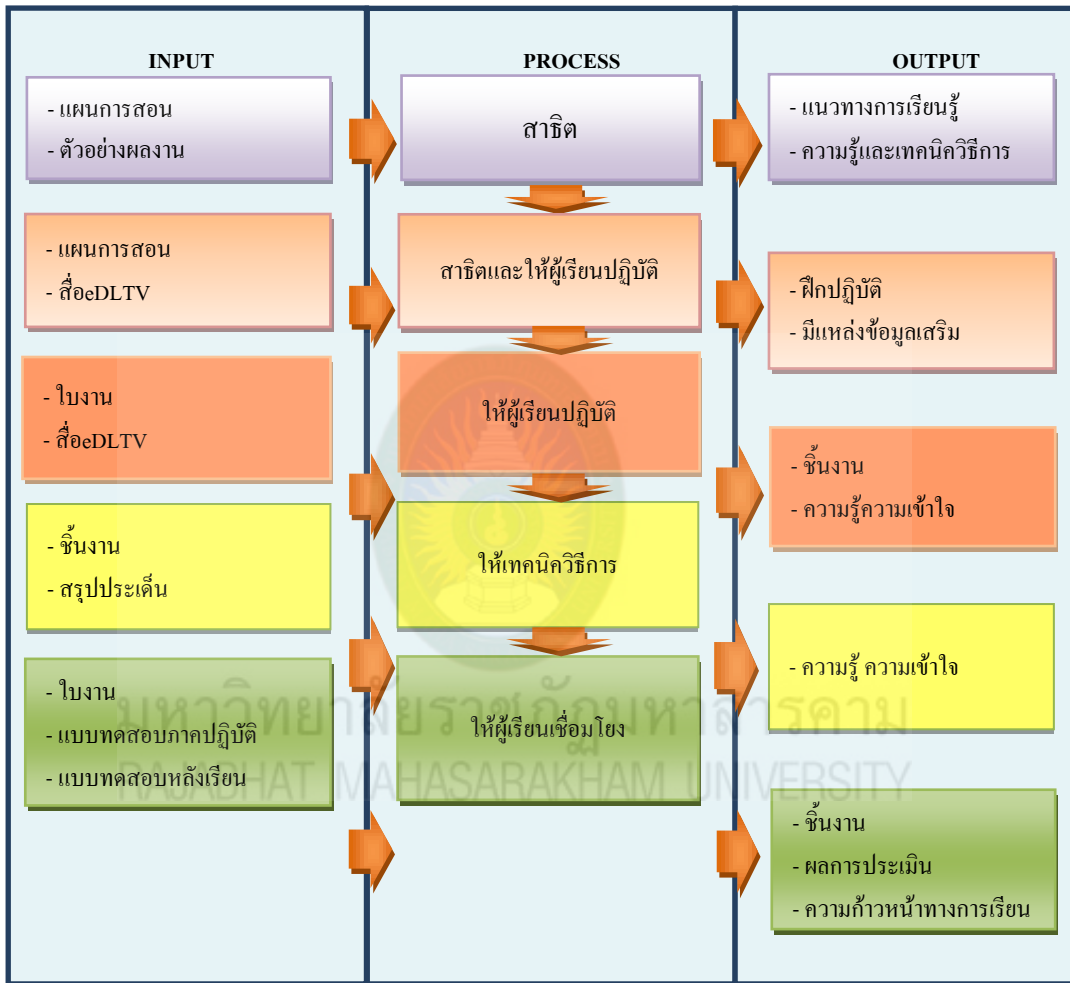 INPUT
- แผนการสอน
- ตัวอย่างผลงาน
- แผนการสอน
- สื่อeDLTV
- ใบงาน
- สื่อeDLTV
- ชิ้นงาน
- สรุปประเด็น
- ใบงาน
- แบบทดสอบภาคปฏิบัติ
- แบบทดสอบหลังเรียน
PROCESS
สาธิต
สาธิตและให้ผู้เรียนปฏิบัติ
ให้ผู้เรียนปฏิบัติ
ให้เทคนิควิธีการ
ให้ผู้เรียนเชื่อมโยง
OUTPUT
- แนวทางการเรียนรู้
- ความรู้และเทคนิควิธีการ
- ฝึกปฏิบัติ
- มีแหล่งข้อมูลเสริม
- ชิ้นงาน
- ความรู้ความเข้าใจ
- ความรู้ ความเข้าใจ
- ชิ้นงาน
- ผลการประเมิน
- ความก้าวหน้าทางการเรียน
มหาวิทยาลัยราชภัฏมหาสารคาม
RAJABHAT MAHASARAKHAM UNIVERSITY